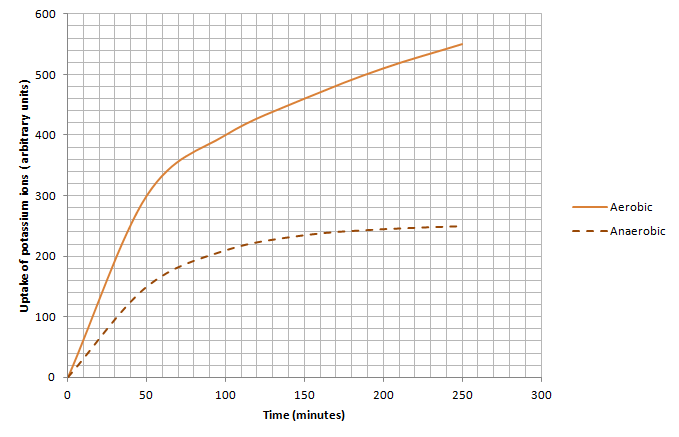 600
500
400
300
200
100
0
Uptake of potassium ions (arbitrary units)
0 50 100 150 200 250 300
Time (minutes)
Aerobic
Anaerobic